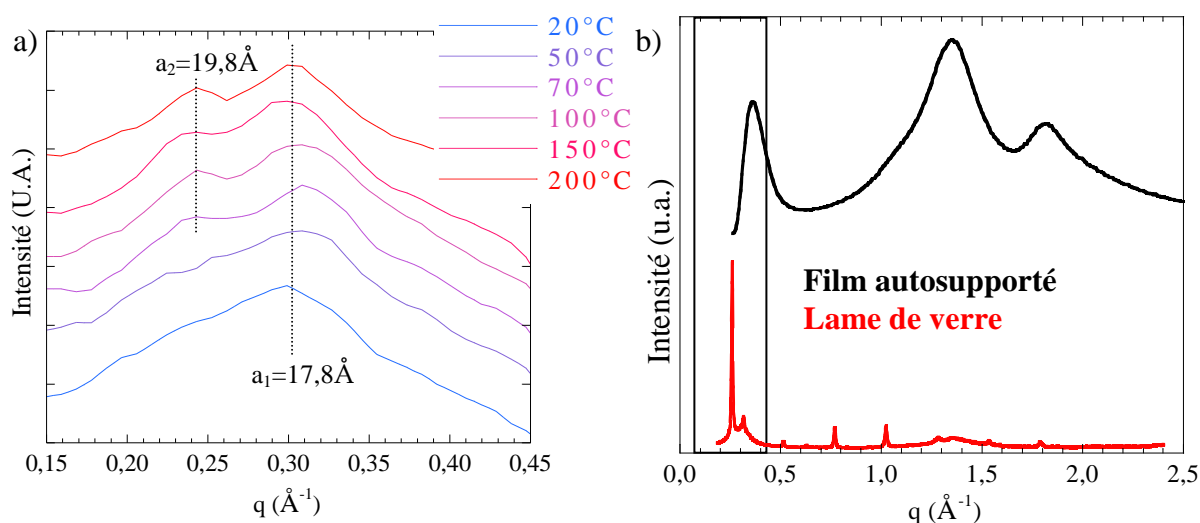 a)
a₂=19,8Å
20°C
50°C
70°C
100°C
150°C
200°C
a₁=17,8Å
Intensité (U.A.)
0,15 0,20 0,25 0,30 0,35 0,40 0,45
q (Å⁻¹)
b)
Film autosupporté
Lame de verre
Intensité (u.a.)
0,0 0,5 1,0 1,5 2,0 2,5
q (Å⁻¹)